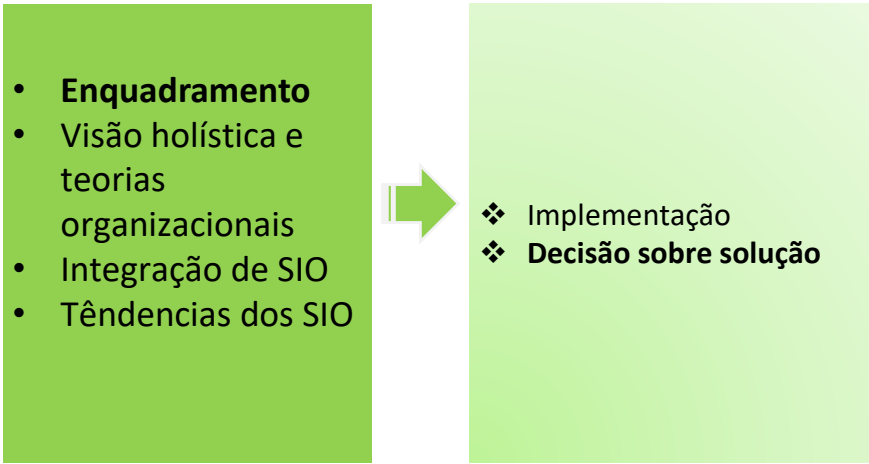 • Enquadramento
• Visão holística e
teorias
organizacionais
• Integração de SIO
• Têndencias dos SIO
❖ Implementação
❖ Decisão sobre solução